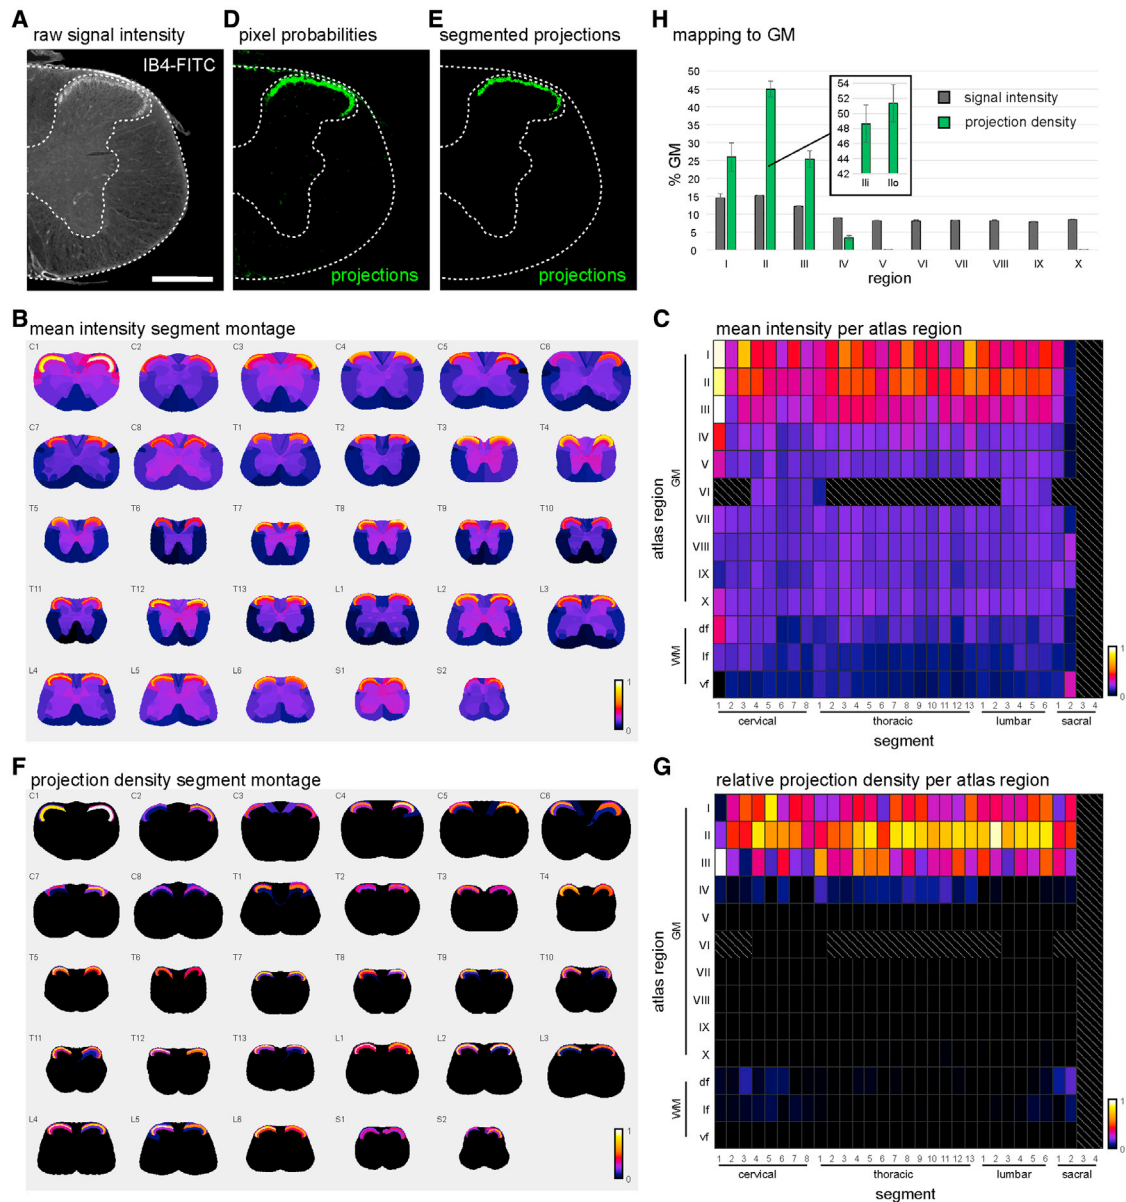 A
raw signal intensity
IB4-FITC
D
pixel probabilities
projections
E
segmented projections
projections
H
mapping to GM
% GM
50
45
40
35
30
25
20
15
10
5
0
I II III IV V VI VII VIII IX X
region
54
52
50
48
46
44
42
IIi IIo
signal intensity
projection density
B
mean intensity segment montage
C1 C2 C3 C4 C5 C6
C7 C8 T1 T2 T3 T4
T5 T6 T7 T8 T9 T10
T11 T12 T13 L1 L2 L3
L4 L5 L6 S1 S2
1
0
C
mean intensity per atlas region
atlas region
GM
WM
I
II
III
IV
V
VI
VII
VIII
IX
X
df
lf
vf
1
0
1 2 3 4 5 6 7 8 1 2 3 4 5 6 7 8 9 10 11 12 13 1 2 3 4 5 6 1 2 3 4
cervical thoracic lumbar sacral
segment
F
projection density segment montage
C1 C2 C3 C4 C5 C6
C7 C8 T1 T2 T3 T4
T5 T6 T7 T8 T9 T10
T11 T12 T13 L1 L2 L3
L4 L5 L6 S1 S2
1
0
G
relative projection density per atlas region
atlas region
GM
WM
I
II
III
IV
V
VI
VII
VIII
IX
X
df
lf
vf
1
0
1 2 3 4 5 6 7 8 1 2 3 4 5 6 7 8 9 10 11 12 13 1 2 3 4 5 6 1 2 3 4
cervical thoracic lumbar sacral
segment